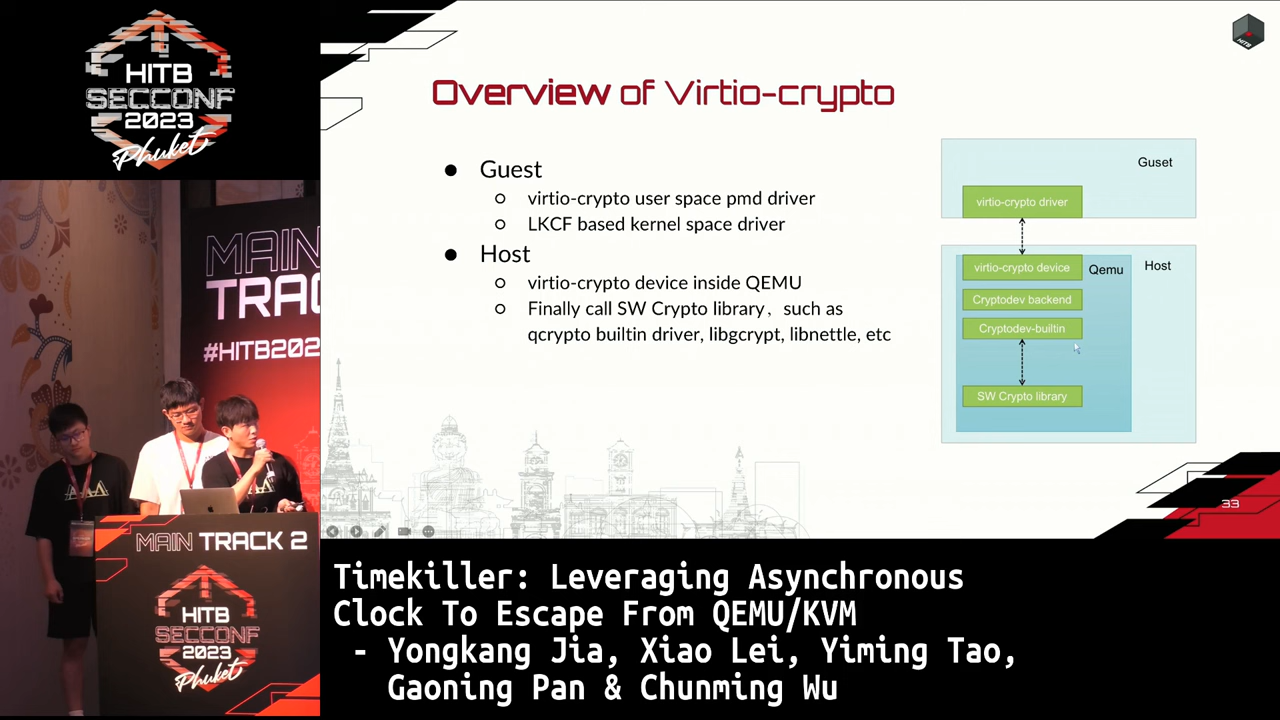 HITB
SECCONF
2023
Phuket
HITB
Overview of Virtio-crypto
Guest
virtio-crypto user space pmd driver
LKCF based kernel space driver
Host
virtio-crypto device inside QEMU
Finally call SW Crypto library，such as
qcrypto builtin driver, libgcrypt, libnettle, etc
Guset
virtio-crypto driver
virtio-crypto device
Qemu
Host
Cryptodev backend
Cryptodev-builtin
SW Crypto library
33
MAIN
TRAC
#HITB202
AAA
AAA
MAIN TRACK 2
HITB
SECCONF
2023
Phuket
Timekiller: Leveraging Asynchronous
Clock To Escape From QEMU/KVM
- Yongkang Jia, Xiao Lei, Yiming Tao,
Gaoning Pan & Chunming Wu